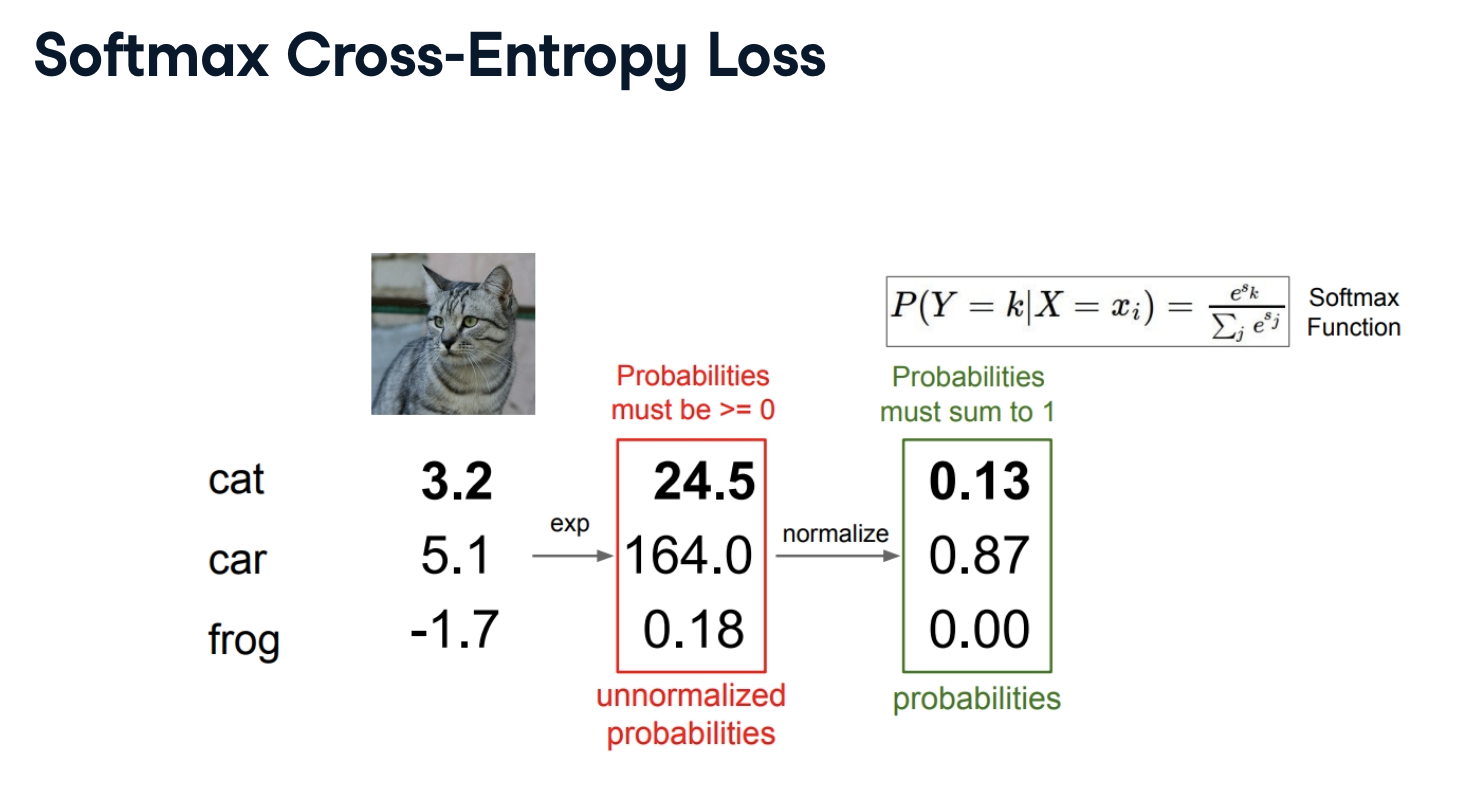 Softmax Cross-Entropy Loss
P(Y = k|X = x_i) = \frac{e^{s_k}}{\sum_j e^{s_j}}
Softmax
Function
Probabilities
must be >= 0
Probabilities
must sum to 1
cat 3.2 24.5 0.13
exp
normalize
car 5.1 164.0 0.87
frog -1.7 0.18 0.00
unnormalized
probabilities
probabilities